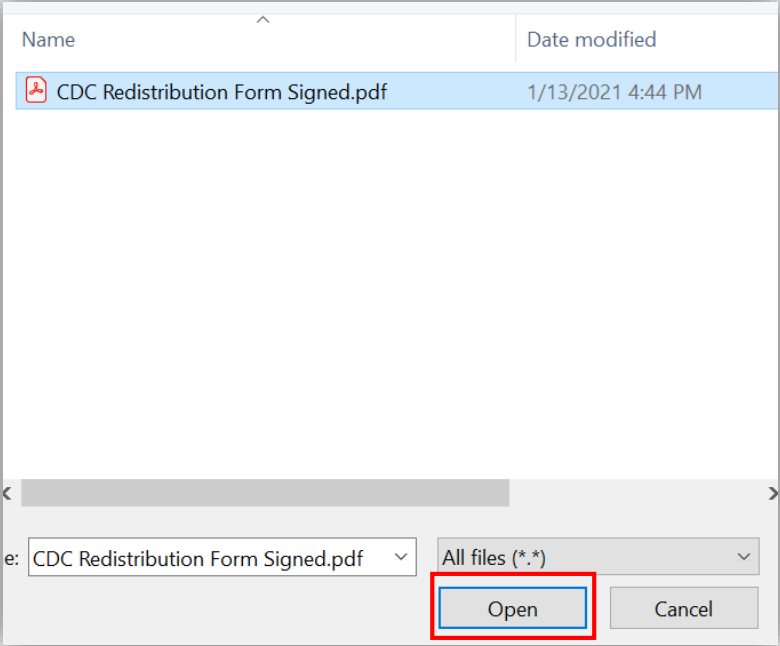 Name Date modified
CDC Redistribution Form Signed.pdf 1/13/2021 4:44 PM
e: CDC Redistribution Form Signed.pdf All files (*.*)
Open Cancel